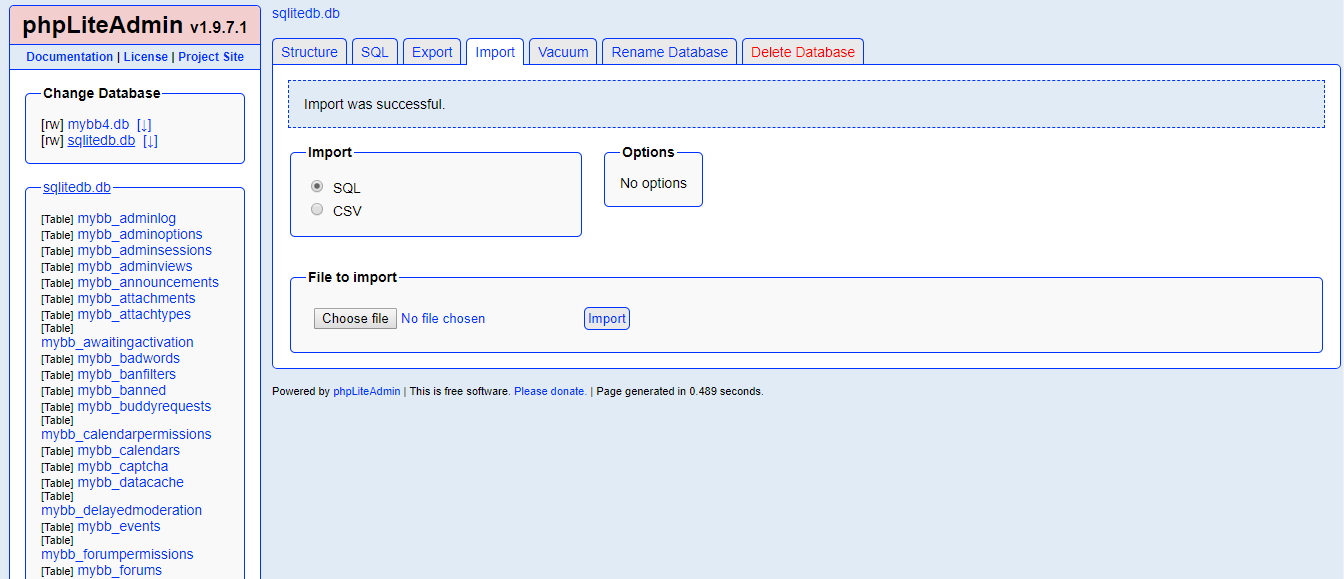 phpLiteAdmin v1.9.7.1
Documentation | License | Project Site
Change Database
[rw] mybb4.db [↓]
[rw] sqlitedb.db [↓]
sqlitedb.db
[Table] mybb_adminlog
[Table] mybb_adminoptions
[Table] mybb_adminsessions
[Table] mybb_adminviews
[Table] mybb_announcements
[Table] mybb_attachments
[Table] mybb_attachtypes
[Table]
mybb_awaitingactivation
[Table] mybb_badwords
[Table] mybb_banfilters
[Table] mybb_banned
[Table] mybb_buddyrequests
[Table]
mybb_calendarpermissions
[Table] mybb_calendars
[Table] mybb_captcha
[Table] mybb_datacache
[Table]
mybb_delayedmoderation
[Table] mybb_events
[Table]
mybb_forumpermissions
[Table] mybb_forums
sqlitedb.db
Structure SQL Export Import Vacuum Rename Database Delete Database
Import was successful.
Import
SQL
CSV
Options
No options
File to import
Choose file No file chosen Import
Powered by phpLiteAdmin | This is free software. Please donate. | Page generated in 0.489 seconds.